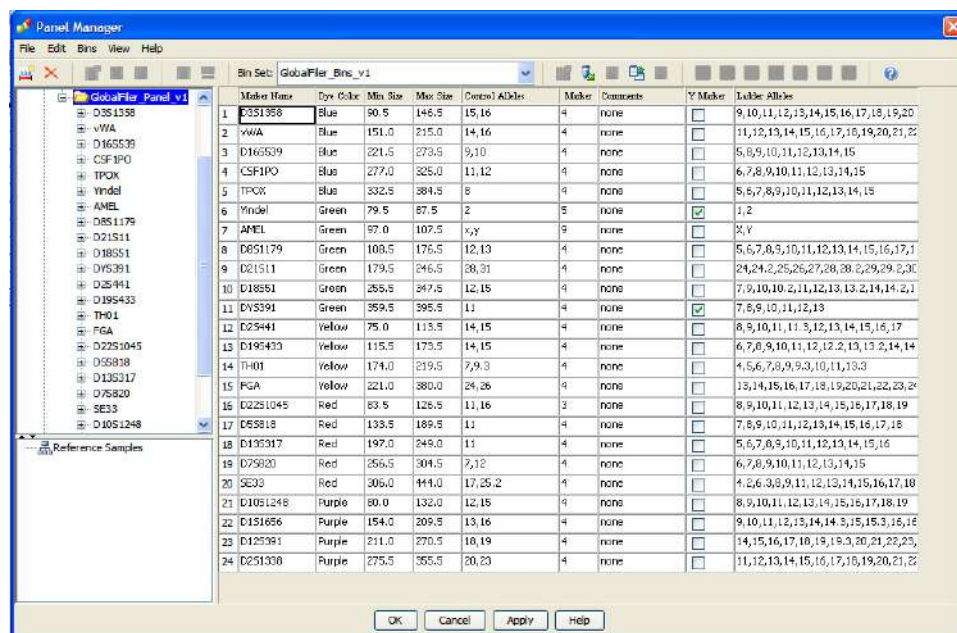 Panel Manager
File Edit Bins View Help
Bin Set: GlobalFiler_Bins_v1
GlobalFiler_Panel_v1
D3S1358
vWA
D16S539
CSF1PO
TPOX
Yindel
AMEL
D8S1179
D21S11
D18S51
DYS391
D2S441
D19S433
TH01
FGA
D22S1045
D5S818
D13S317
D7S820
SE33
D10S1248
Reference Samples
Marker Name Dye Color Min Size Max Size Control Alleles Marker Comments Y Marker Ladder Alleles
1 D3S1358 Blue 90.5 146.5 15,16 4 none 9,10,11,12,13,14,15,16,17,18,19,20
2 vWA Blue 151.0 215.0 14,16 4 none 11,12,13,14,15,16,17,18,19,20,21,22
3 D16S539 Blue 221.5 273.5 9,10 4 none 5,8,9,10,11,12,13,14,15
4 CSF1PO Blue 277.0 325.0 11,12 4 none 6,7,8,9,10,11,12,13,14,15
5 TPOX Blue 332.5 384.5 8 4 none 5,6,7,8,9,10,11,12,13,14,15
6 Yindel Green 79.5 87.5 2 5 none 1,2
7 AMEL Green 97.0 107.5 x,y 9 none X,Y
8 D8S1179 Green 108.5 176.5 12,13 4 none 5,6,7,8,9,10,11,12,13,14,15,16,17,1
9 D21S11 Green 179.5 246.5 28,31 4 none 24,24.2,25,26,27,28,28.2,29,29.2,30
10 D18S51 Green 255.5 347.5 12,15 4 none 7,9,10,10.2,11,12,13,13.2,14,14.2,1
11 DYS391 Green 359.5 395.5 11 4 none 7,8,9,10,11,12,13
12 D2S441 Yellow 75.0 113.5 14,15 4 none 8,9,10,11,11.3,12,13,14,15,16,17
13 D19S433 Yellow 115.5 173.5 14,15 4 none 6,7,8,9,10,11,12,12.2,13,13.2,14,14
14 TH01 Yellow 174.0 219.5 7,9.3 4 none 4,5,6,7,8,9,9.3,10,11,13.3
15 FGA Yellow 221.0 380.0 24,26 4 none 13,14,15,16,17,18,19,20,21,22,23,24
16 D22S1045 Red 83.5 126.5 11,16 3 none 8,9,10,11,12,13,14,15,16,17,18,19
17 D5S818 Red 133.5 189.5 11 4 none 7,8,9,10,11,12,13,14,15,16,17,18
18 D13S317 Red 197.0 249.0 11 4 none 5,6,7,8,9,10,11,12,13,14,15,16
19 D7S820 Red 256.5 304.5 7,12 4 none 6,7,8,9,10,11,12,13,14,15
20 SE33 Red 306.0 444.0 17,25.2 4 none 4.2,6.3,8,9,11,12,13,14,15,16,17,18
21 D10S1248 Purple 80.0 132.0 12,15 4 none 8,9,10,11,12,13,14,15,16,17,18,19
22 D1S1656 Purple 154.0 209.5 13,16 4 none 9,10,11,12,13,14,14.3,15,15.3,16,16
23 D12S391 Purple 211.0 270.5 18,19 4 none 14,15,16,17,18,19,19.3,20,21,22,23,
24 D2S1338 Purple 275.5 355.5 20,23 4 none 11,12,13,14,15,16,17,18,19,20,21,22
OK Cancel Apply Help